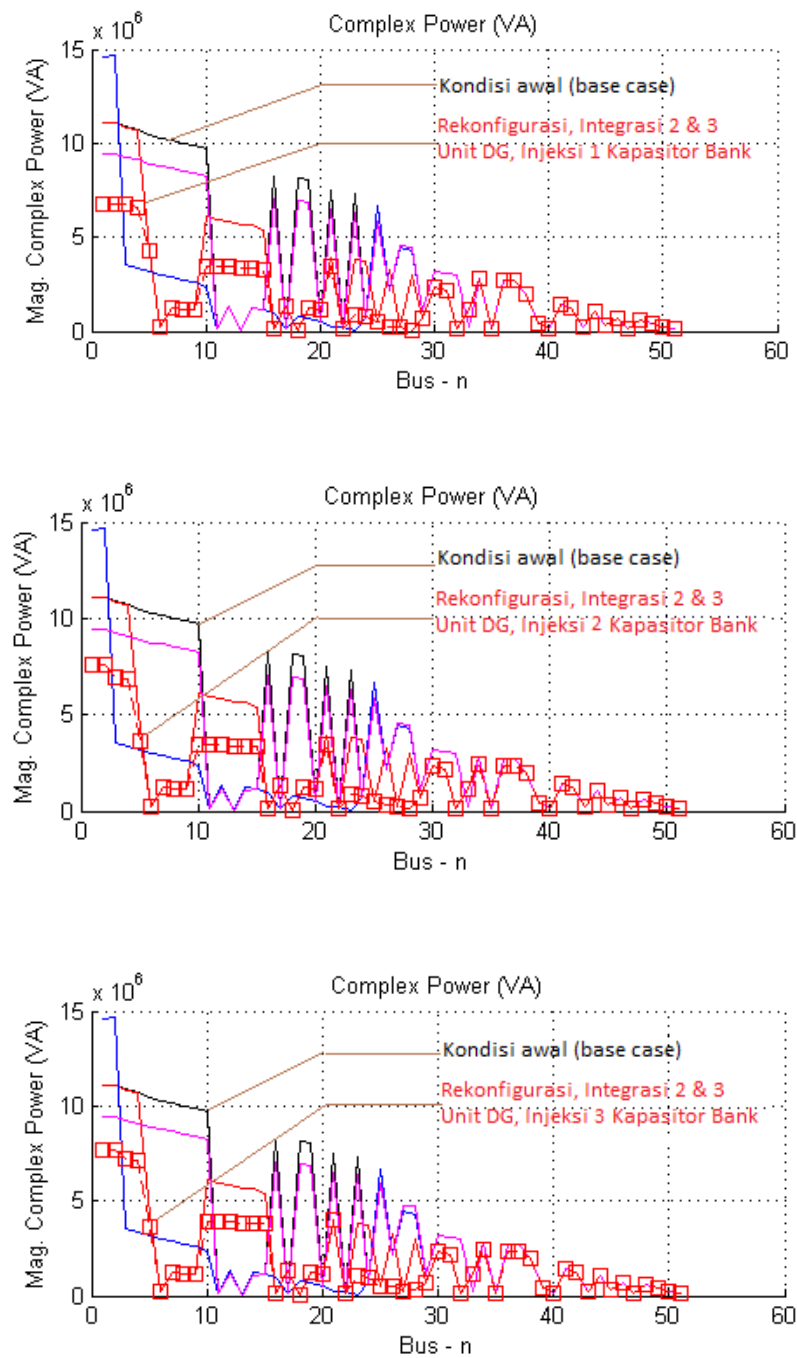 Complex Power (VA)
x 10^6
15
10
5
0
Mag. Complex Power (VA)
Kondisi awal (base case)
Rekonfigurasi, Integrasi 2 & 3
Unit DG, Injeksi 1 Kapasitor Bank
0 10 20 30 40 50 60
Bus - n
Complex Power (VA)
x 10^6
15
10
5
0
Mag. Complex Power (VA)
Kondisi awal (base case)
Rekonfigurasi, Integrasi 2 & 3
Unit DG, Injeksi 2 Kapasitor Bank
0 10 20 30 40 50 60
Bus - n
Complex Power (VA)
x 10^6
15
10
5
0
Mag. Complex Power (VA)
Kondisi awal (base case)
Rekonfigurasi, Integrasi 2 & 3
Unit DG, Injeksi 3 Kapasitor Bank
0 10 20 30 40 50 60
Bus - n